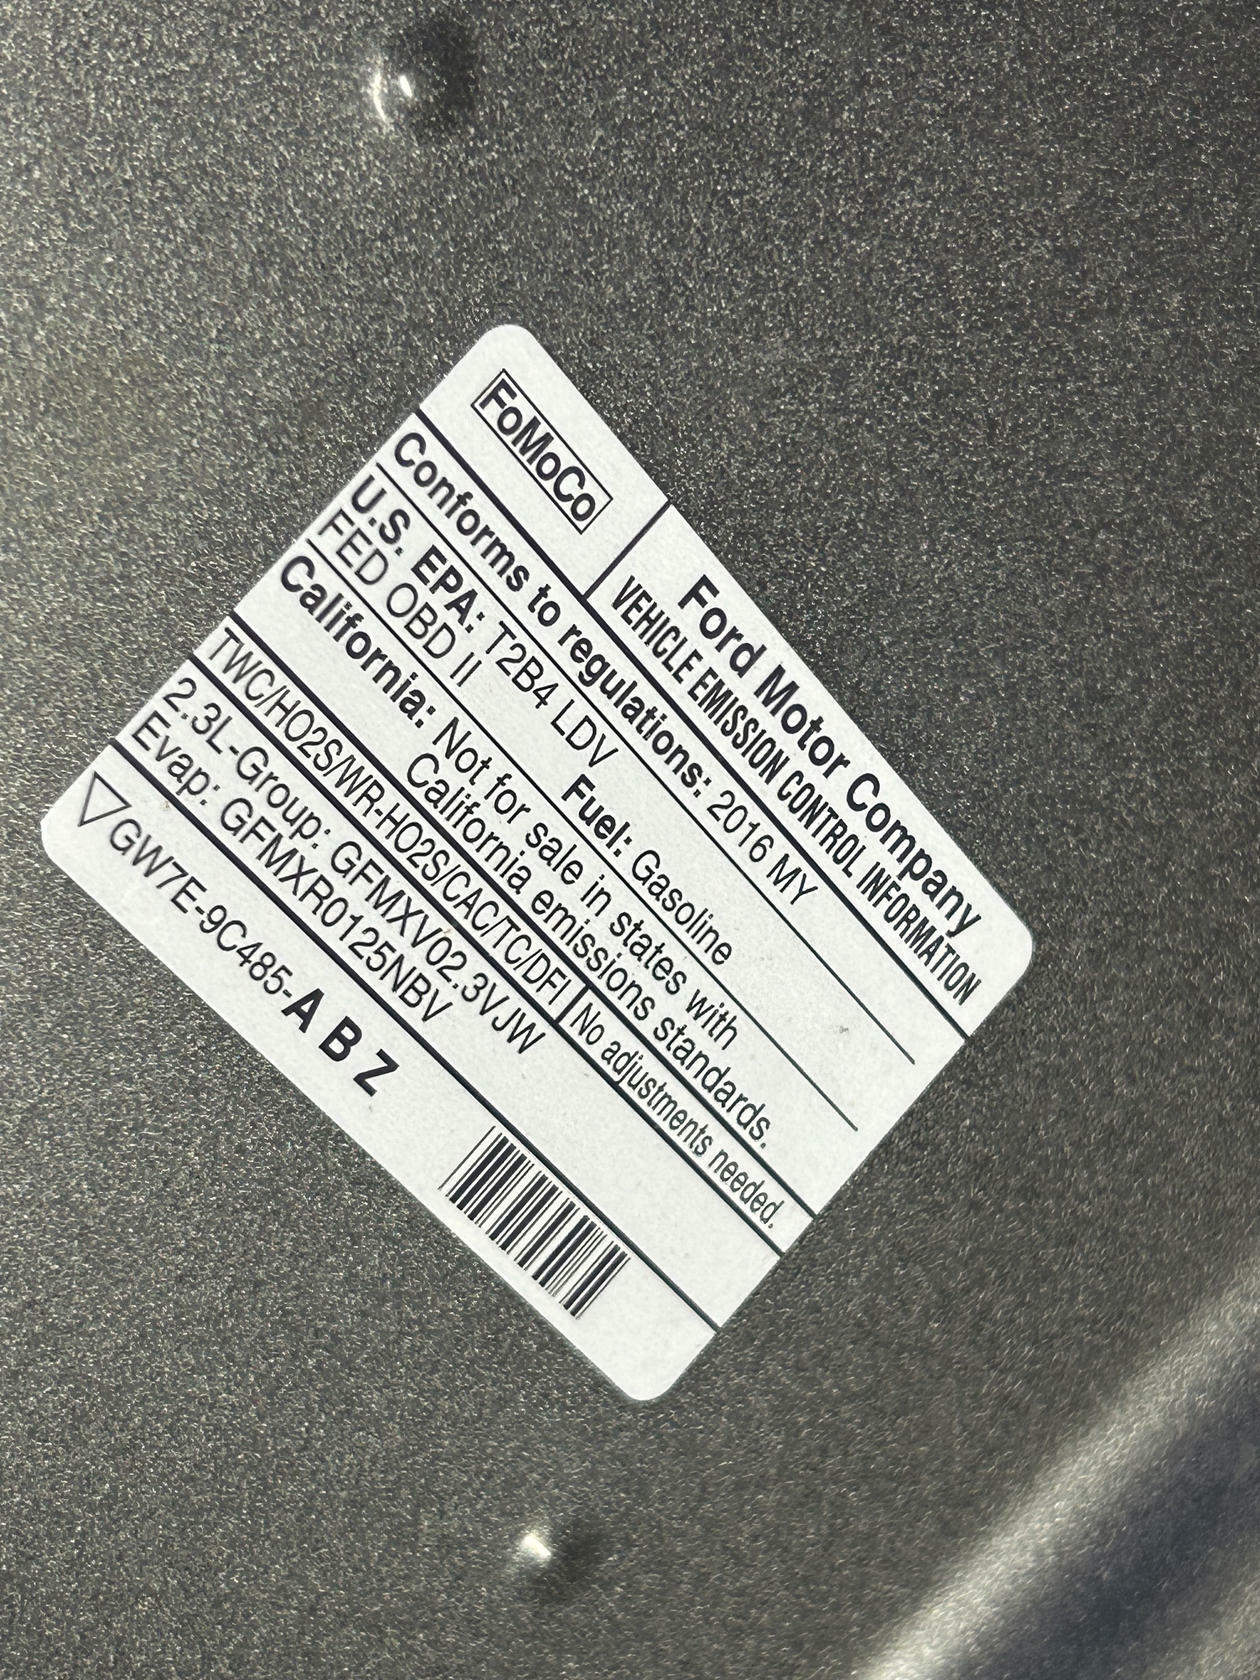 FoMoCo
Ford Motor Company
VEHICLE EMISSION CONTROL INFORMATION
Conforms to regulations: 2016 MY
U.S. EPA: T2B4 LDV Fuel: Gasoline
FED OBD II
California: Not for sale in states with
California emissions standards.
TWC/HO2S/WR-HO2S/CAC/TC/DFI No adjustments needed.
2.3L-Group: GFMXV02.3VJW
Evap: GFMXR0125NBV
GW7E-9C485-A B Z